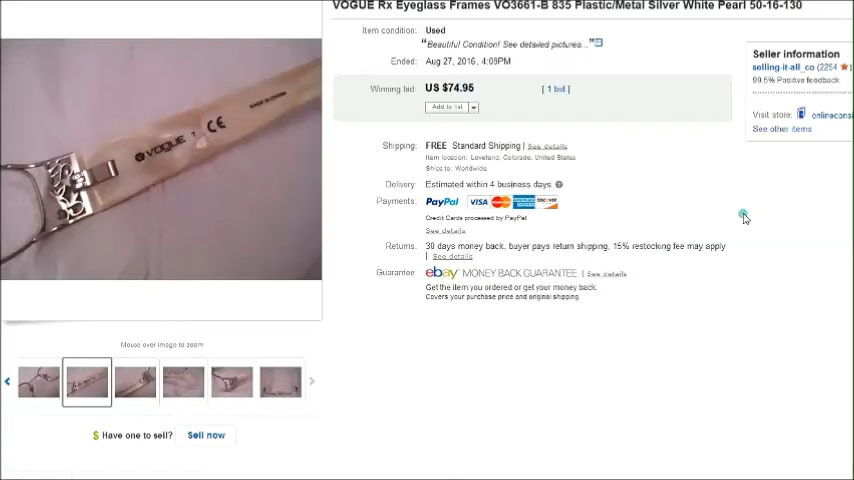 VOGUE Rx Eyeglass Frames VO3661-B 835 Plastic/Metal Silver White Pearl 50-16-130
Item condition: Used
“Beautiful Condition! See detailed pictures...”
Ended: Aug 27, 2016, 4:09PM
Winning bid: US $74.95 [ 1 bid ]
Add to list
Shipping: FREE Standard Shipping | See details
Item location: Loveland, Colorado, United States
Ships to: Worldwide
Delivery: Estimated within 4 business days
Payments: PayPal VISA MasterCard AMERICAN EXPRESS DISCOVER
Credit Cards processed by PayPal
See details
Returns: 30 days money back, buyer pays return shipping, 15% restocking fee may apply
| See details
Guarantee: ebay MONEY BACK GUARANTEE | See details
Get the item you ordered or get your money back.
Covers your purchase price and original shipping.
Seller information
selling-it-all_co (2254
99.5% Positive feedback
Visit store: onlinecons
See other items
VOGUE CE
Mouse over image to zoom
$ Have one to sell? Sell now